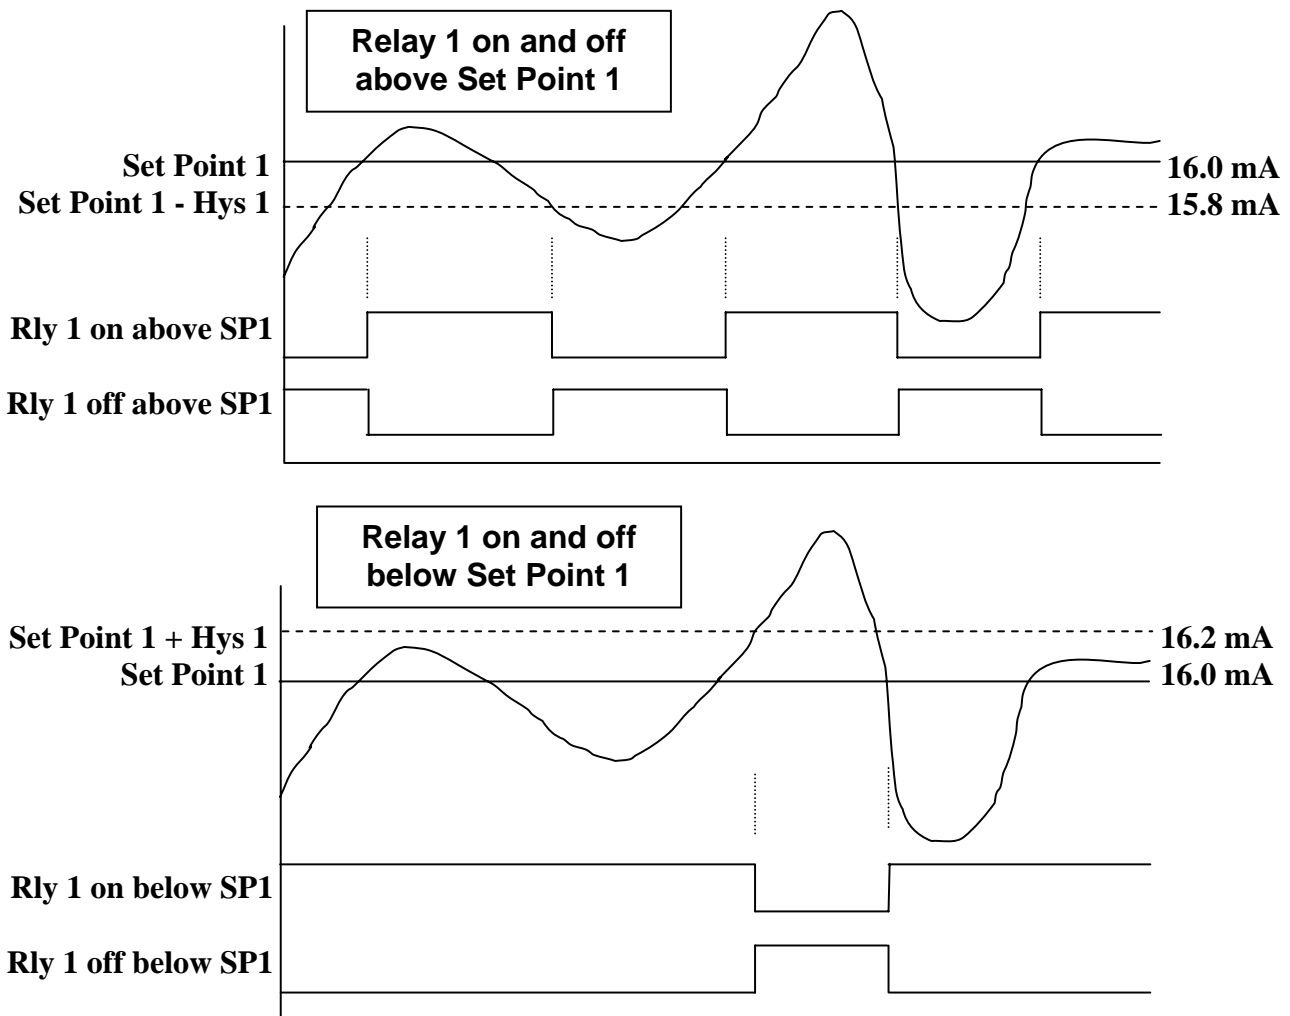 Relay 1 on and off
above Set Point 1
Set Point 1
16.0 mA
Set Point 1 - Hys 1
15.8 mA
Rly 1 on above SP1
Rly 1 off above SP1
Relay 1 on and off
below Set Point 1
Set Point 1 + Hys 1
16.2 mA
Set Point 1
16.0 mA
Rly 1 on below SP1
Rly 1 off below SP1